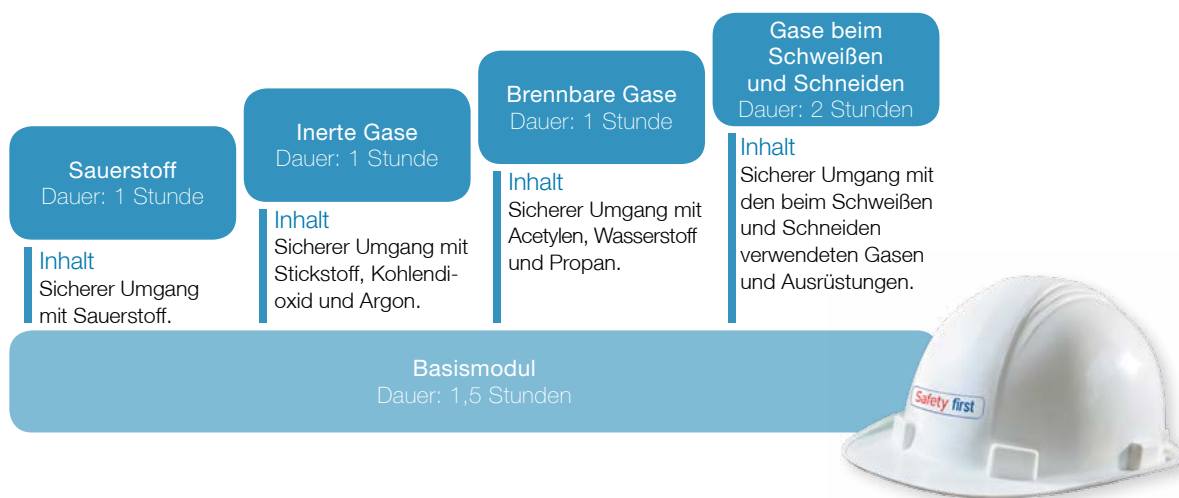 Sauerstoff
Dauer: 1 Stunde
Inhalt
Sicherer Umgang
mit Sauerstoff.
Inerte Gase
Dauer: 1 Stunde
Inhalt
Sicherer Umgang mit
Stickstoff, Kohlendi-
oxid und Argon.
Brennbare Gase
Dauer: 1 Stunde
Inhalt
Sicherer Umgang mit
Acetylen, Wasserstoff
und Propan.
Gase beim
Schweißen
und Schneiden
Dauer: 2 Stunden
Inhalt
Sicherer Umgang mit
den beim Schweißen
und Schneiden
verwendeten Gasen
und Ausrüstungen.
Basismodul
Dauer: 1,5 Stunden
Safety first